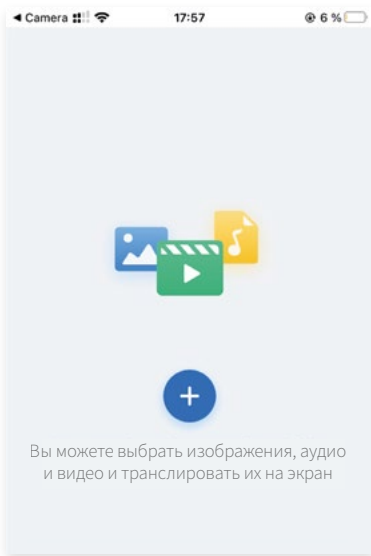 ◀ Camera 17:57 6 %
Вы можете выбрать изображения, аудио
и видео и транслировать их на экран